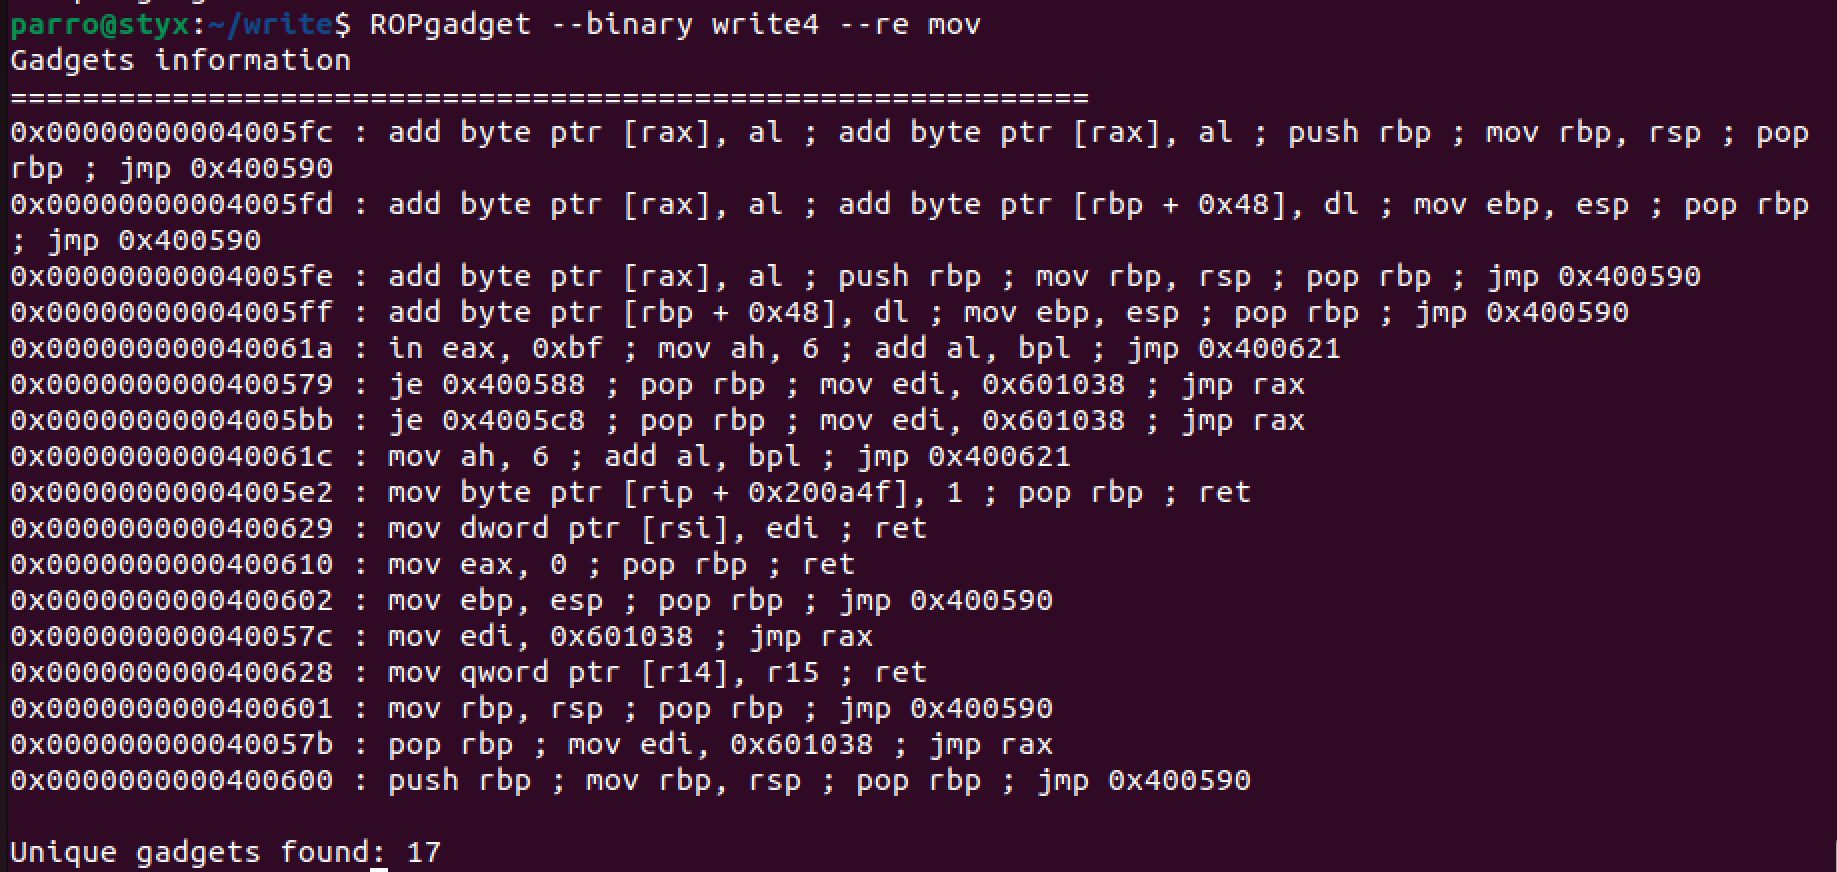 parro@styx:~/write$ ROPgadget --binary write4 --re mov
Gadgets information
============================================================
0x00000000004005fc : add byte ptr [rax], al ; add byte ptr [rax], al ; push rbp ; mov rbp, rsp ; pop
rbp ; jmp 0x400590
0x00000000004005fd : add byte ptr [rax], al ; add byte ptr [rbp + 0x48], dl ; mov ebp, esp ; pop rbp
; jmp 0x400590
0x00000000004005fe : add byte ptr [rax], al ; push rbp ; mov rbp, rsp ; pop rbp ; jmp 0x400590
0x00000000004005ff : add byte ptr [rbp + 0x48], dl ; mov ebp, esp ; pop rbp ; jmp 0x400590
0x000000000040061a : in eax, 0xbf ; mov ah, 6 ; add al, bpl ; jmp 0x400621
0x0000000000400579 : je 0x400588 ; pop rbp ; mov edi, 0x601038 ; jmp rax
0x00000000004005bb : je 0x4005c8 ; pop rbp ; mov edi, 0x601038 ; jmp rax
0x000000000040061c : mov ah, 6 ; add al, bpl ; jmp 0x400621
0x00000000004005e2 : mov byte ptr [rip + 0x200a4f], 1 ; pop rbp ; ret
0x0000000000400629 : mov dword ptr [rsi], edi ; ret
0x0000000000400610 : mov eax, 0 ; pop rbp ; ret
0x0000000000400602 : mov ebp, esp ; pop rbp ; jmp 0x400590
0x000000000040057c : mov edi, 0x601038 ; jmp rax
0x0000000000400628 : mov qword ptr [r14], r15 ; ret
0x0000000000400601 : mov rbp, rsp ; pop rbp ; jmp 0x400590
0x000000000040057b : pop rbp ; mov edi, 0x601038 ; jmp rax
0x0000000000400600 : push rbp ; mov rbp, rsp ; pop rbp ; jmp 0x400590
Unique gadgets found: 17